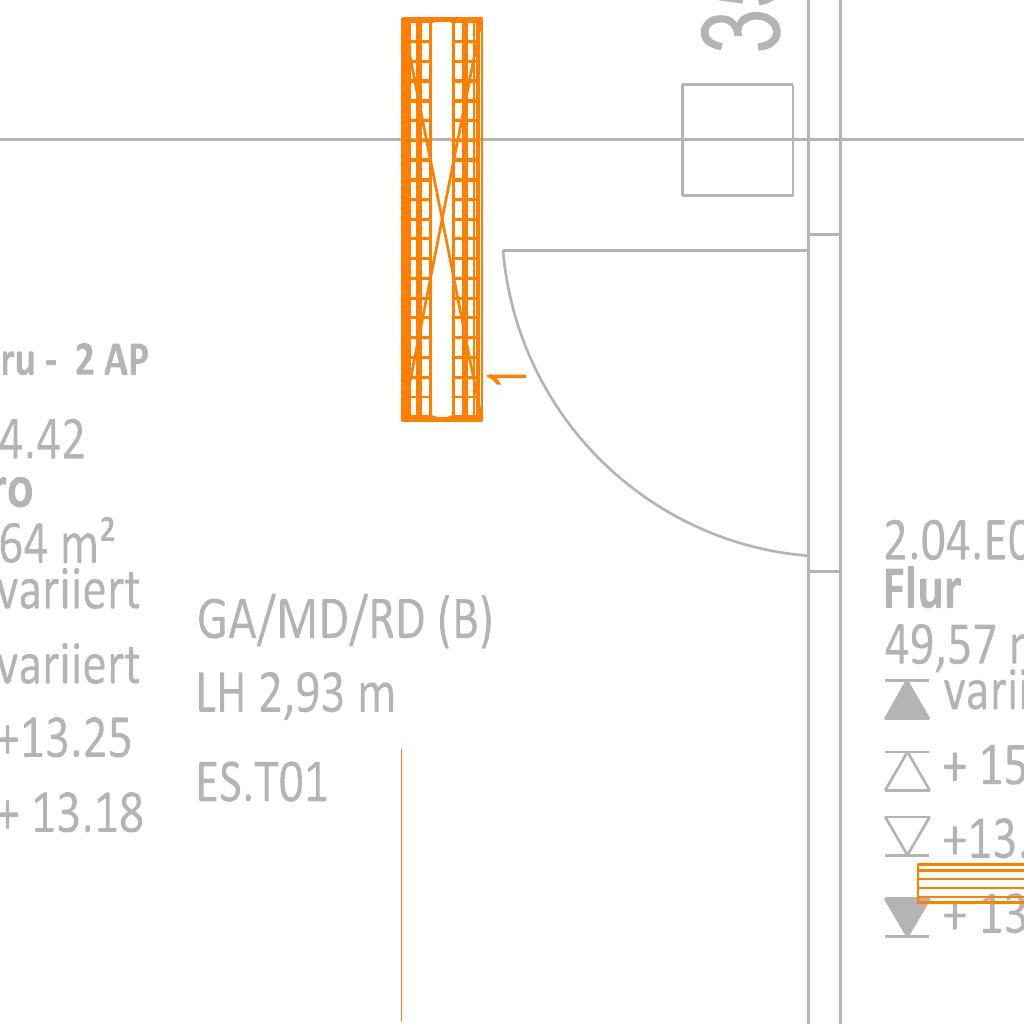 35
ru - 2 AP
4.42
ro
64 m²
variiert
variiert
+13.25
+ 13.18
1
GA/MD/RD (B)
LH 2,93 m
ES.T01
2.04.E0
Flur
49,57
vari
+ 15
+13.
+ 13